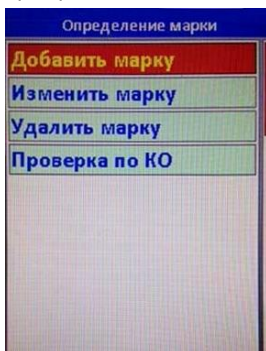 Определение марки
Добавить марку
Изменить марку
Удалить марку
Проверка по КО